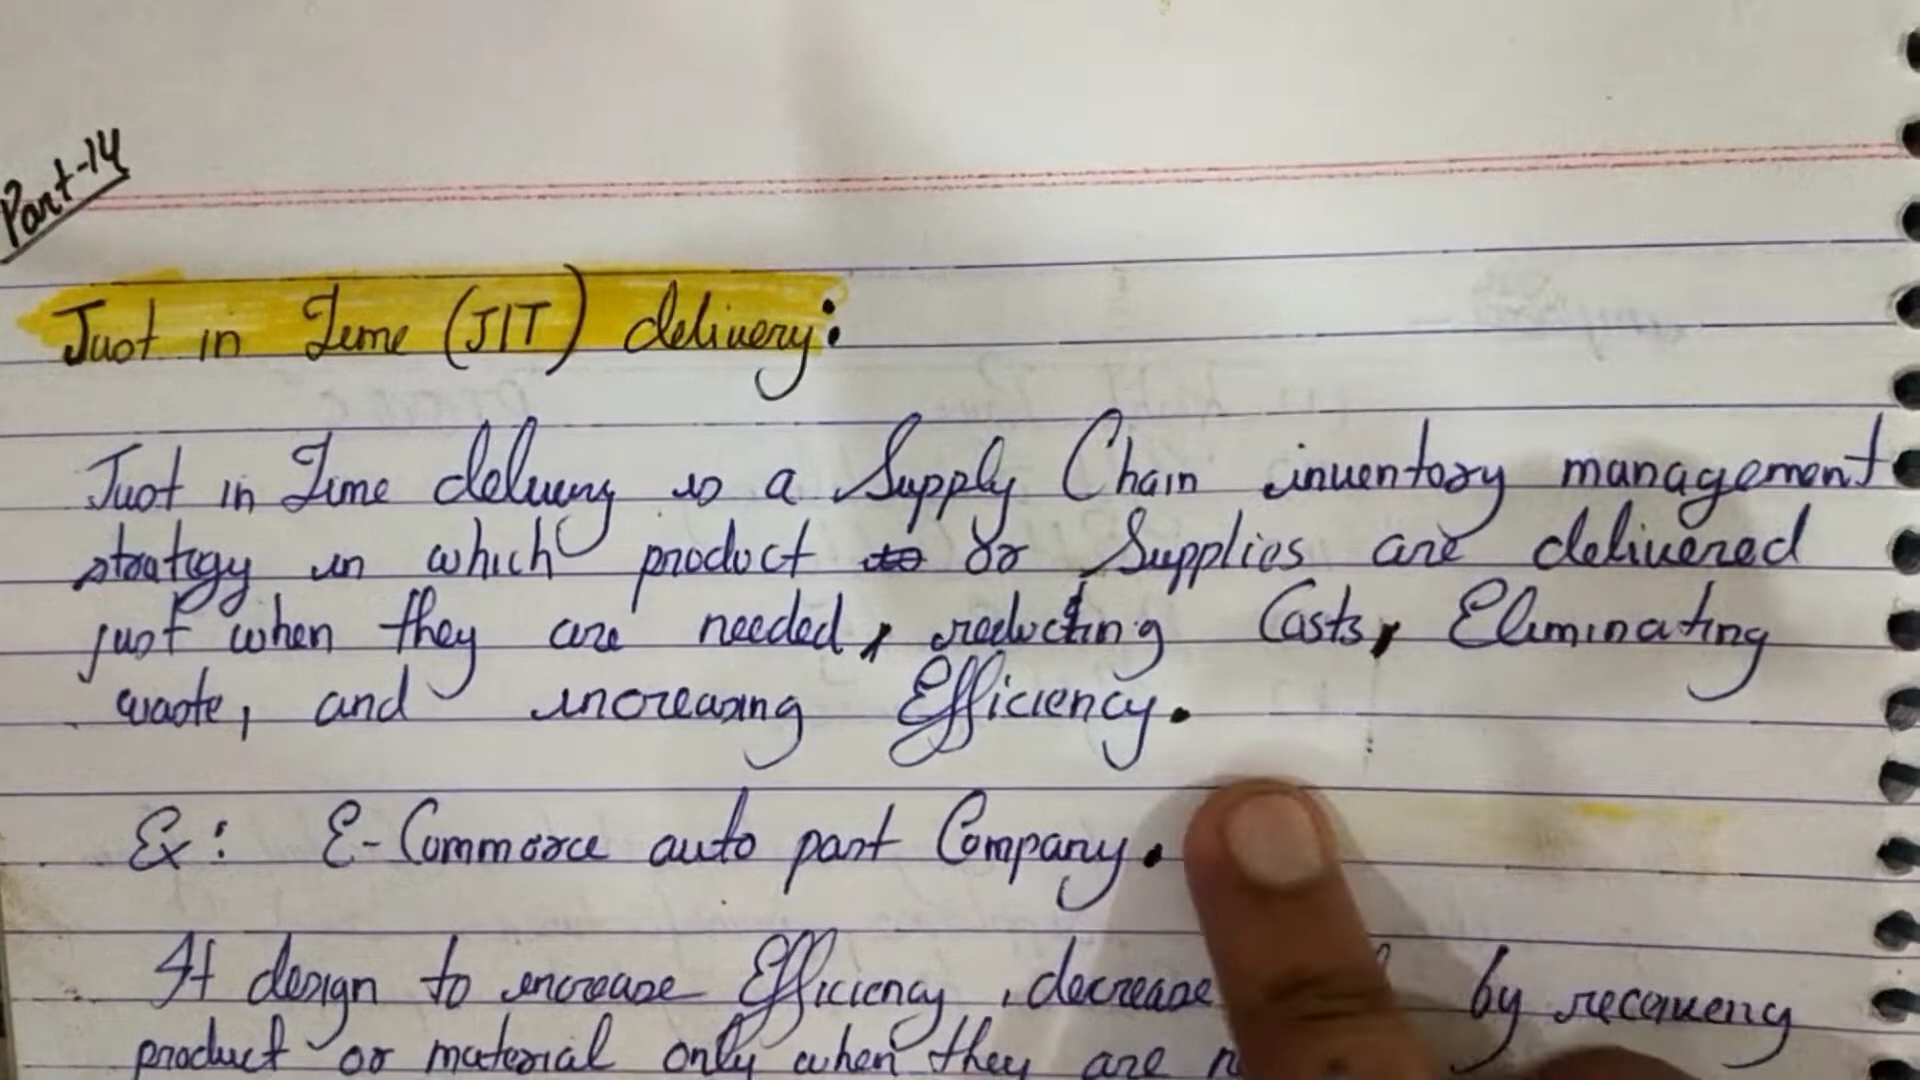 Part-14
Just in Time (JIT) delivery:
Just in Time delivery is a Supply Chain inventory management
strategy in which product or Supplies are delivered
just when they are needed, reducting Costs, Eliminating
waste, and increasing Efficiency.
Ex: E-Commerce auto part Company.
It design to increase Efficiency, decrease by recqueeng
product or material only when they are